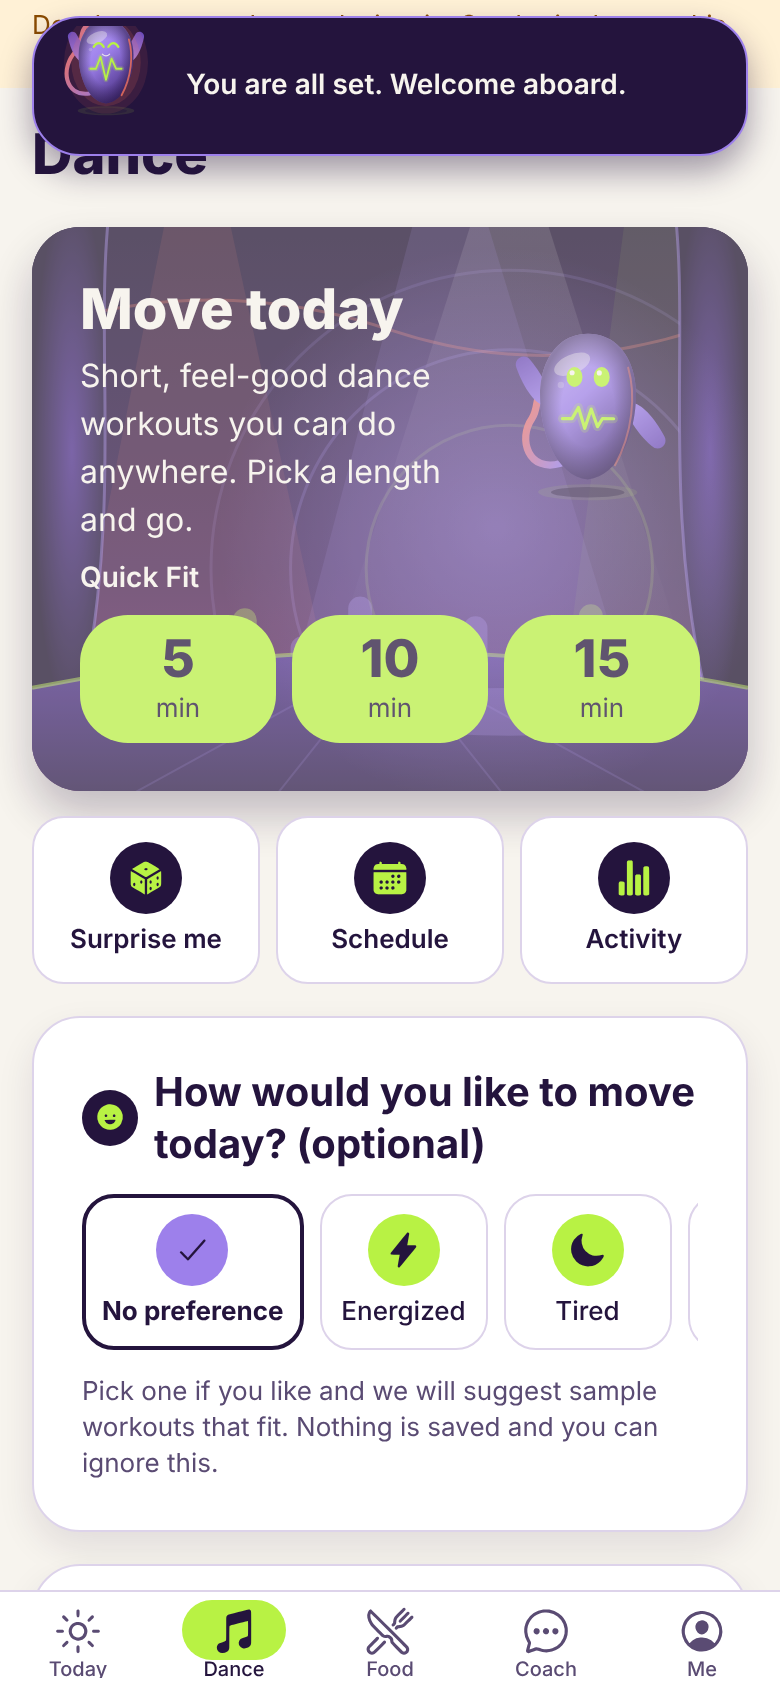 You are all set. Welcome aboard.
Dance
Move today
Short, feel-good dance
workouts you can do
anywhere. Pick a length
and go.
Quick Fit
5 10 15
min min min
Surprise me Schedule Activity
How would you like to move
today? (optional)
No preference Energized Tired
Pick one if you like and we will suggest sample
workouts that fit. Nothing is saved and you can
ignore this.
Today Dance Food Coach Me